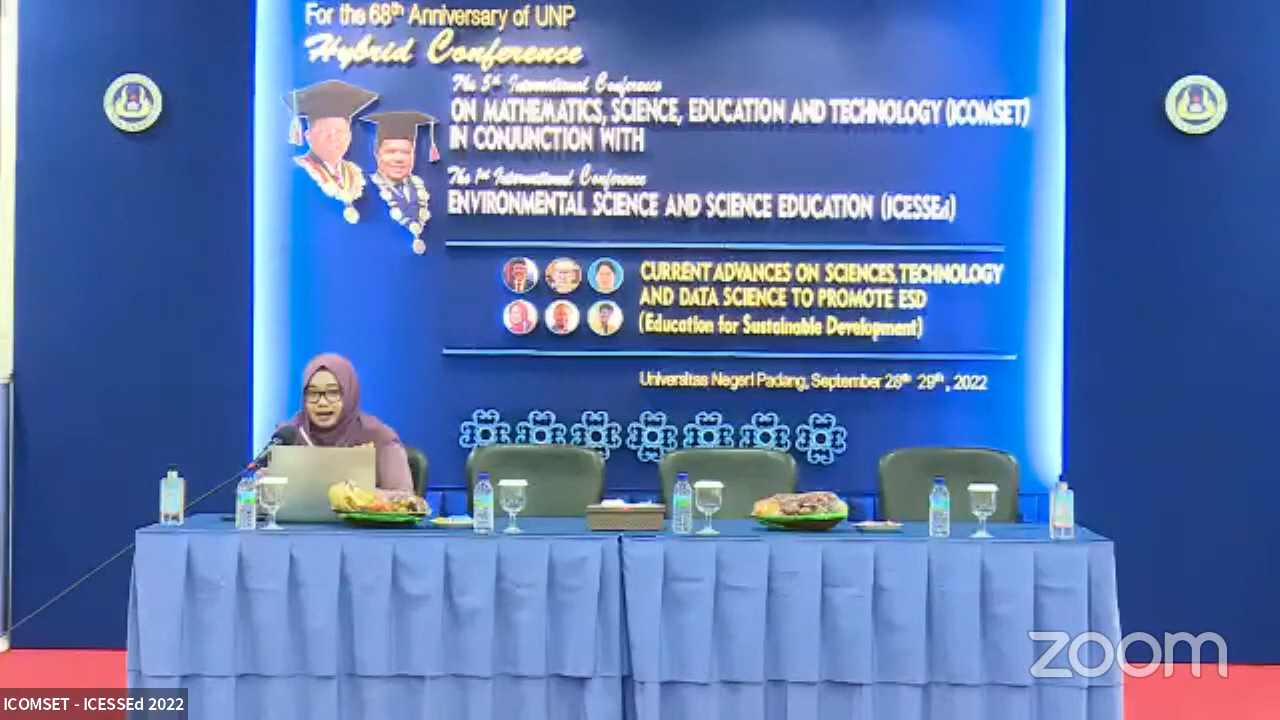 For the 68th Anniversary of UNP
Hybrid Conference
The 5th International Conference
ON MATHEMATICS, SCIENCE, EDUCATION AND TECHNOLOGY (ICOMSET)
IN CONJUNCTION WITH
The 1st International Conference
ENVIRONMENTAL SCIENCE AND SCIENCE EDUCATION (ICESSEd)
CURRENT ADVANCES ON SCIENCES, TECHNOLOGY
AND DATA SCIENCE TO PROMOTE ESD
(Education for Sustainable Development)
Universitas Negeri Padang, September 28th 29th, 2022
zoom
ICOMSET - ICESSEd 2022